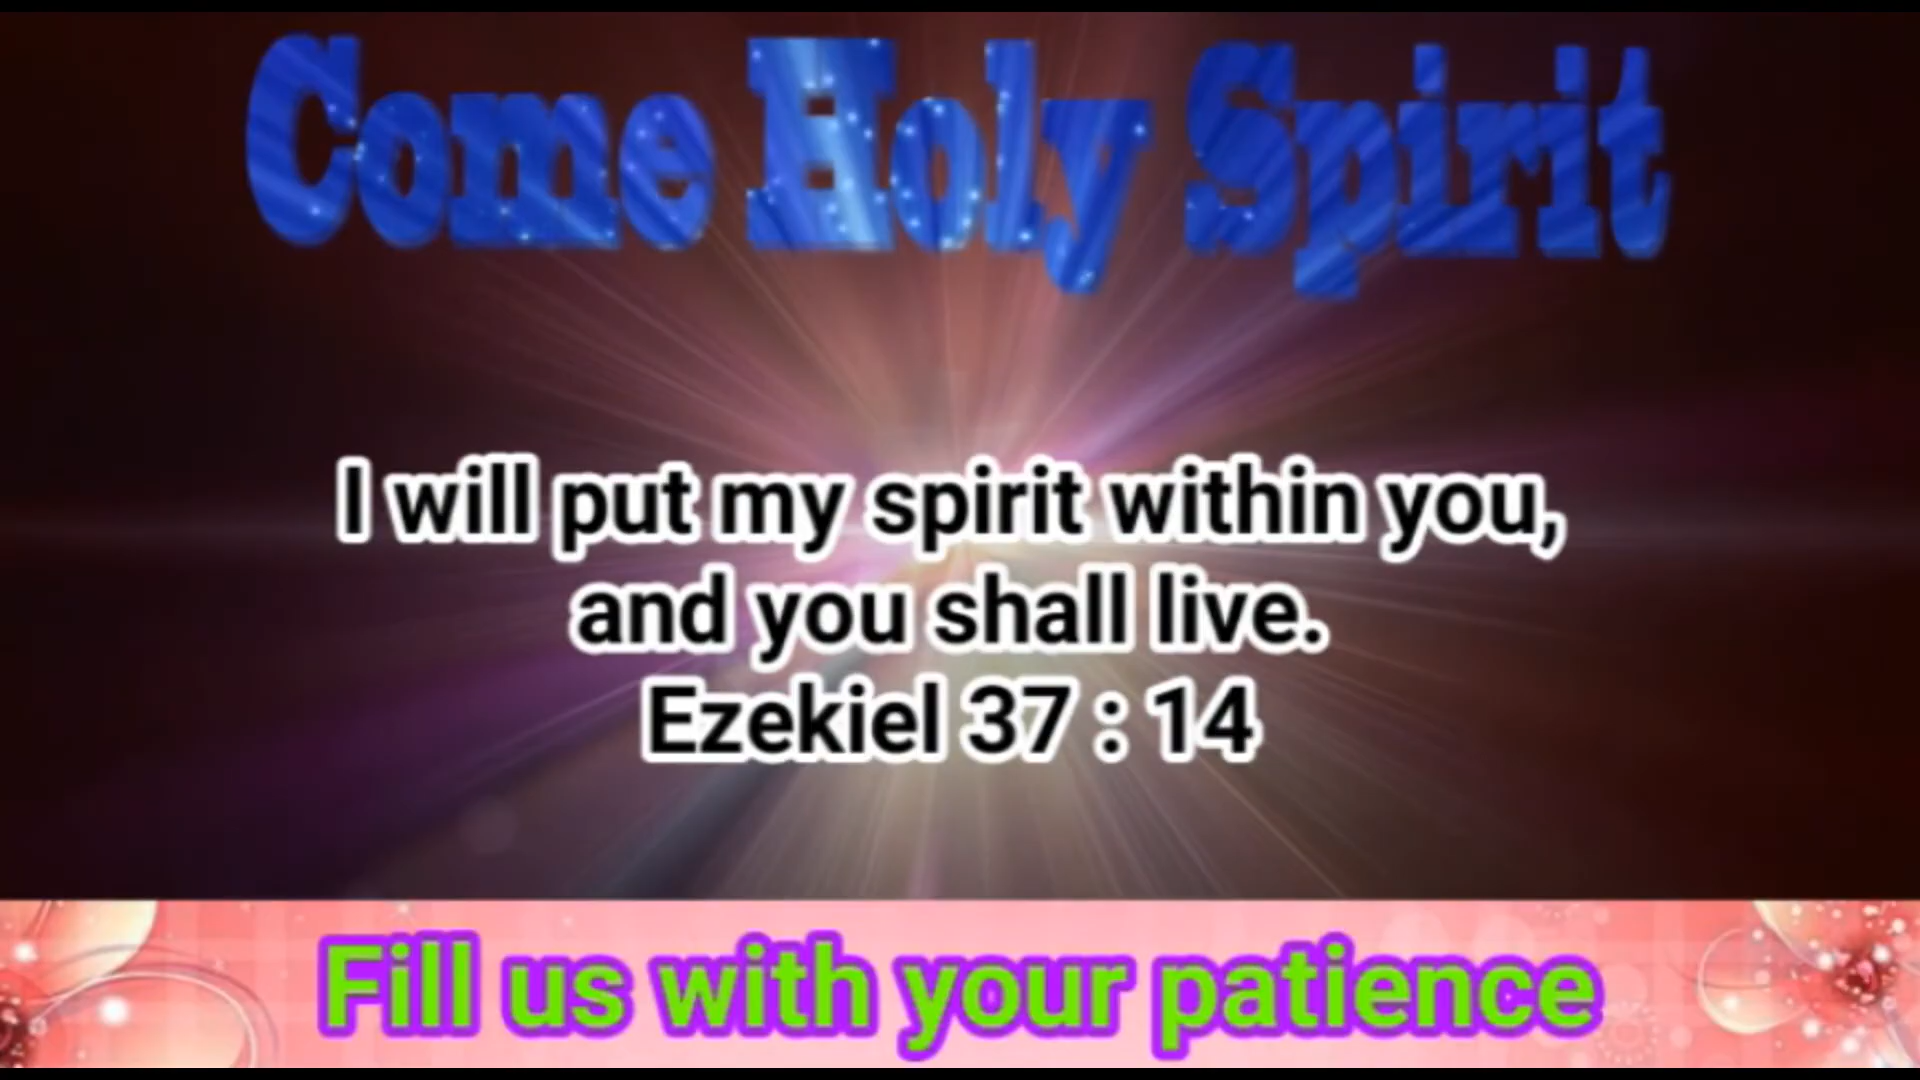 Come Holy Spirit
I will put my spirit within you,
and you shall live.
Ezekiel 37 : 14
Fill us with your patience